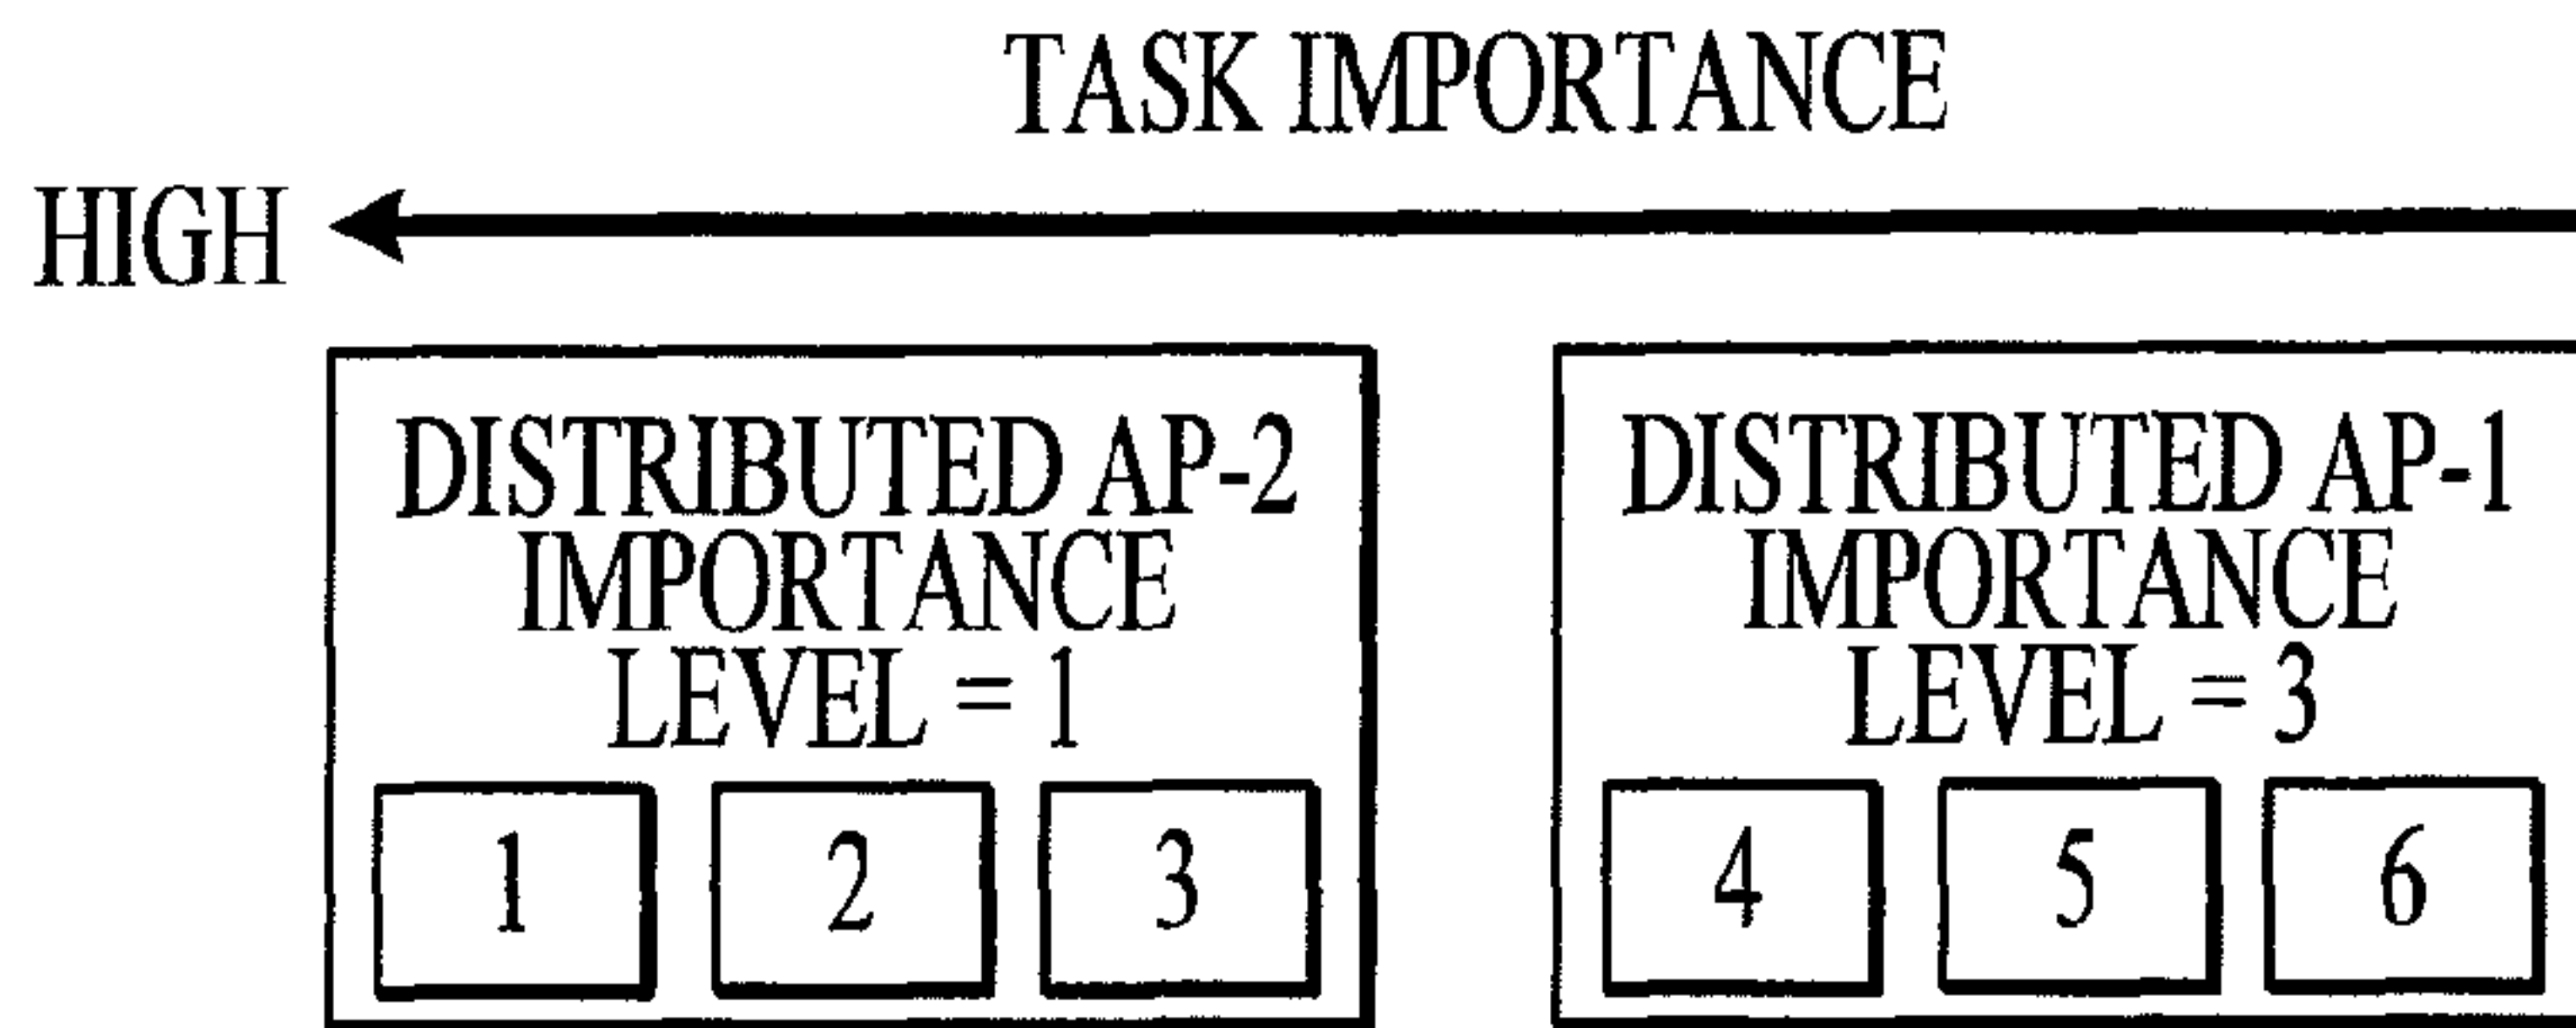 TASK IMPORTANCE
HIGH
DISTRIBUTED AP-2
IMPORTANCE
LEVEL = 1
1 2 3
DISTRIBUTED AP-1
IMPORTANCE
LEVEL = 3
4 5 6